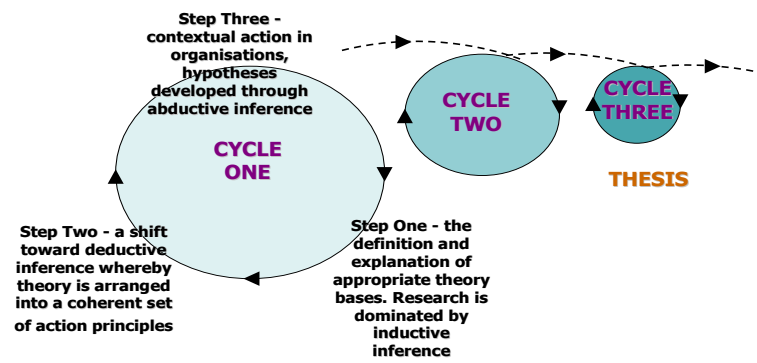 Step Three -
contextual action in
organisations,
hypotheses
developed through
abductive inference
CYCLE
ONE
CYCLE
TWO
CYCLE
THREE
THESIS
Step Two - a shift
toward deductive
inference whereby
theory is arranged
into a coherent set
of action principles
Step One - the
definition and
explanation of
appropriate theory
bases. Research is
dominated by
inductive
inference